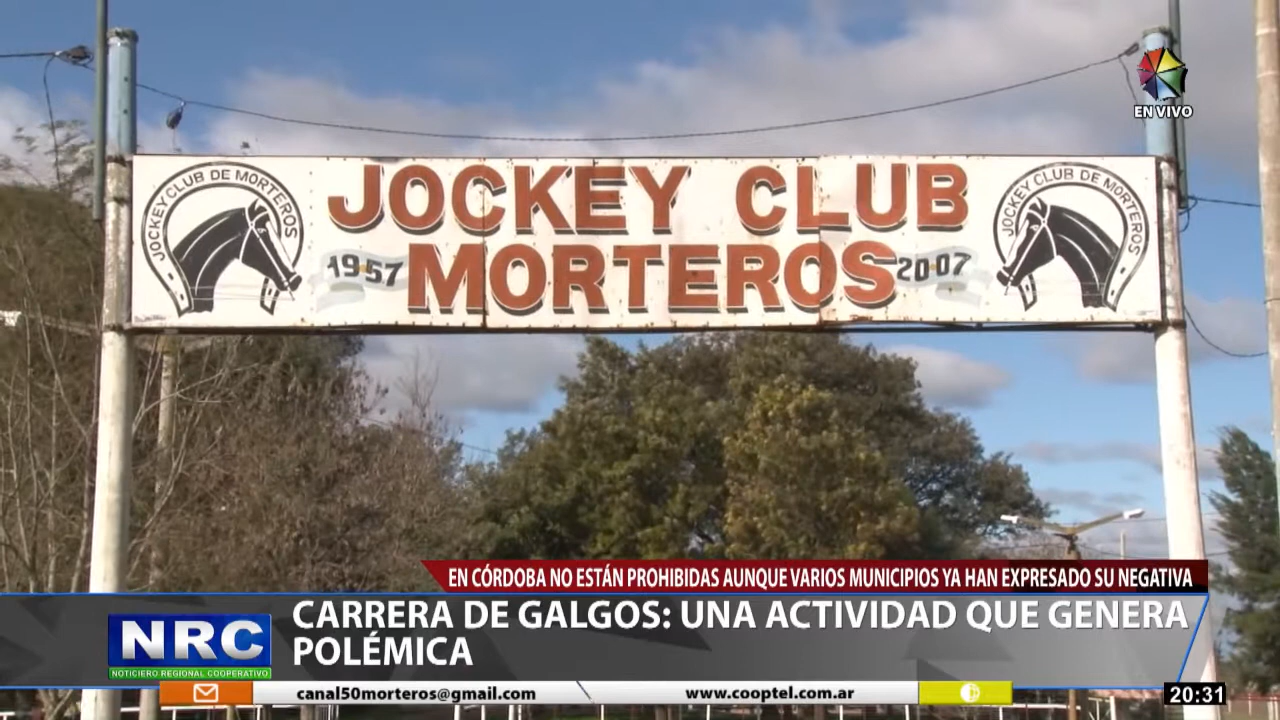 EN VIVO
JOCKEY CLUB DE MORTEROS
JOCKEY CLUB
MORTEROS
1957
2007
JOCKEY CLUB DE MORTEROS
EN CÓRDOBA NO ESTÁN PROHIBIDAS AUNQUE VARIOS MUNICIPIOS YA HAN EXPRESADO SU NEGATIVA
NRC
NOTICIERO REGIONAL COOPERATIVO
CARRERA DE GALGOS: UNA ACTIVIDAD QUE GENERA
POLÉMICA
canal50morteros@gmail.com
www.cooptel.com.ar
20:31